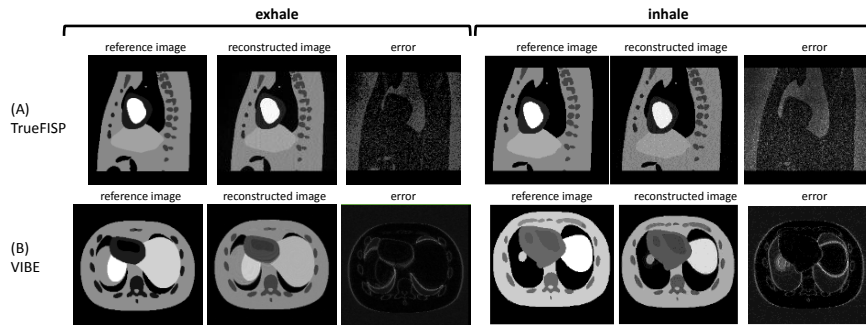 exhale inhale
reference image reconstructed image error reference image reconstructed image error
(A)
TrueFISP
reference image reconstructed image error reference image reconstructed image error
(B)
VIBE